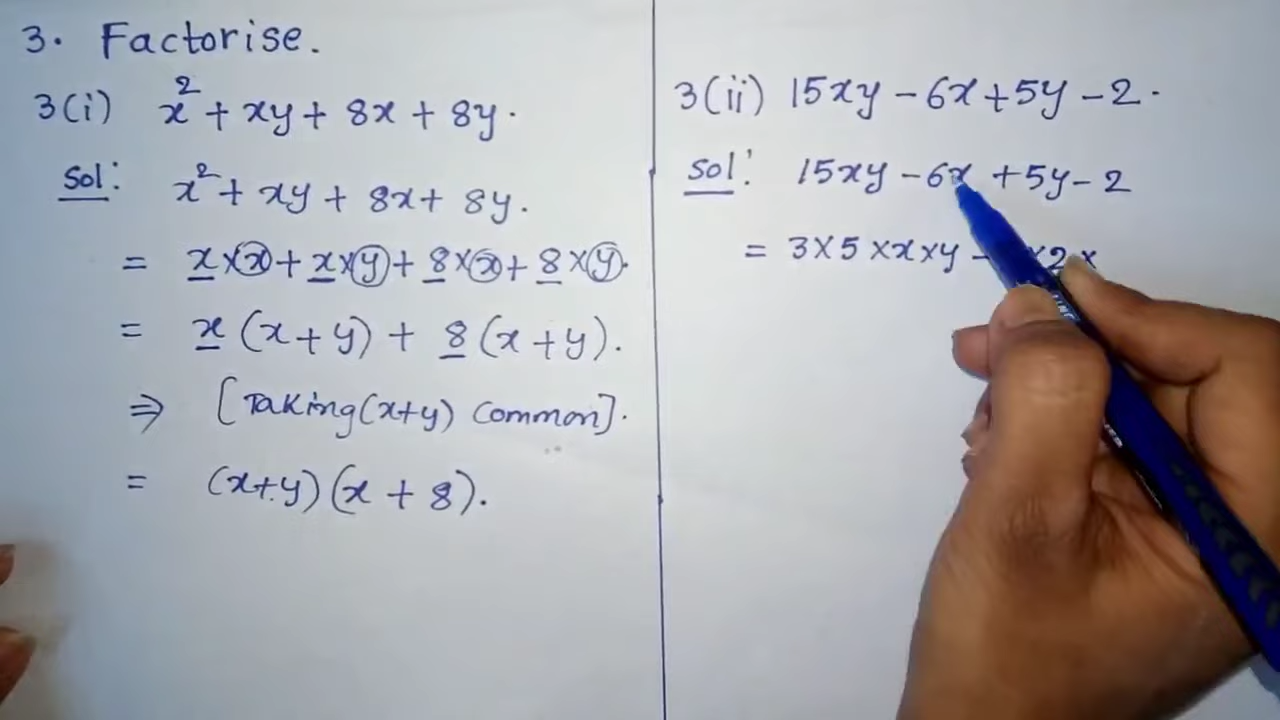 3. Factorise.
3(i) x² + xy + 8x + 8y.
Sol: x² + xy + 8x + 8y.
= x × x + x × y + 8 × x + 8 × y.
= x (x + y) + 8 (x + y).
⇒ [Taking (x+y) Common].
= (x+y) (x + 8).
3(ii) 15xy - 6x + 5y - 2.
Sol: 15xy - 6x + 5y - 2
= 3 × 5 × x × y - × 2 ×